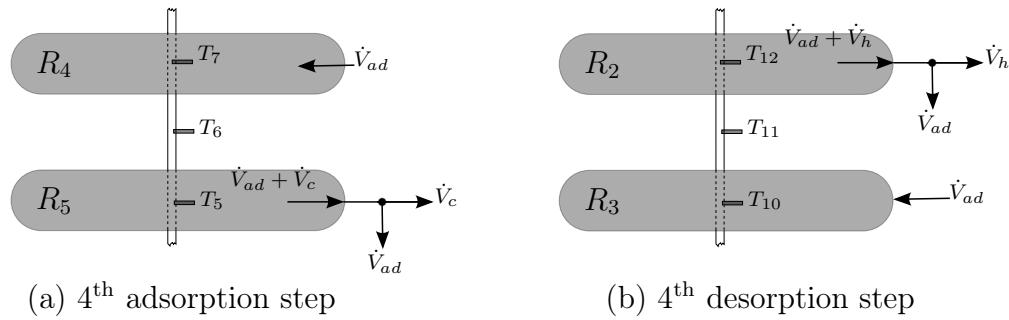 R₄ T₇ V̇ad
T₆
R₅ T₅ V̇ad + V̇c V̇c
V̇ad
(a) 4th adsorption step
R₂ T₁₂ V̇ad + V̇h V̇h
V̇ad
T₁₁
R₃ T₁₀ V̇ad
(b) 4th desorption step